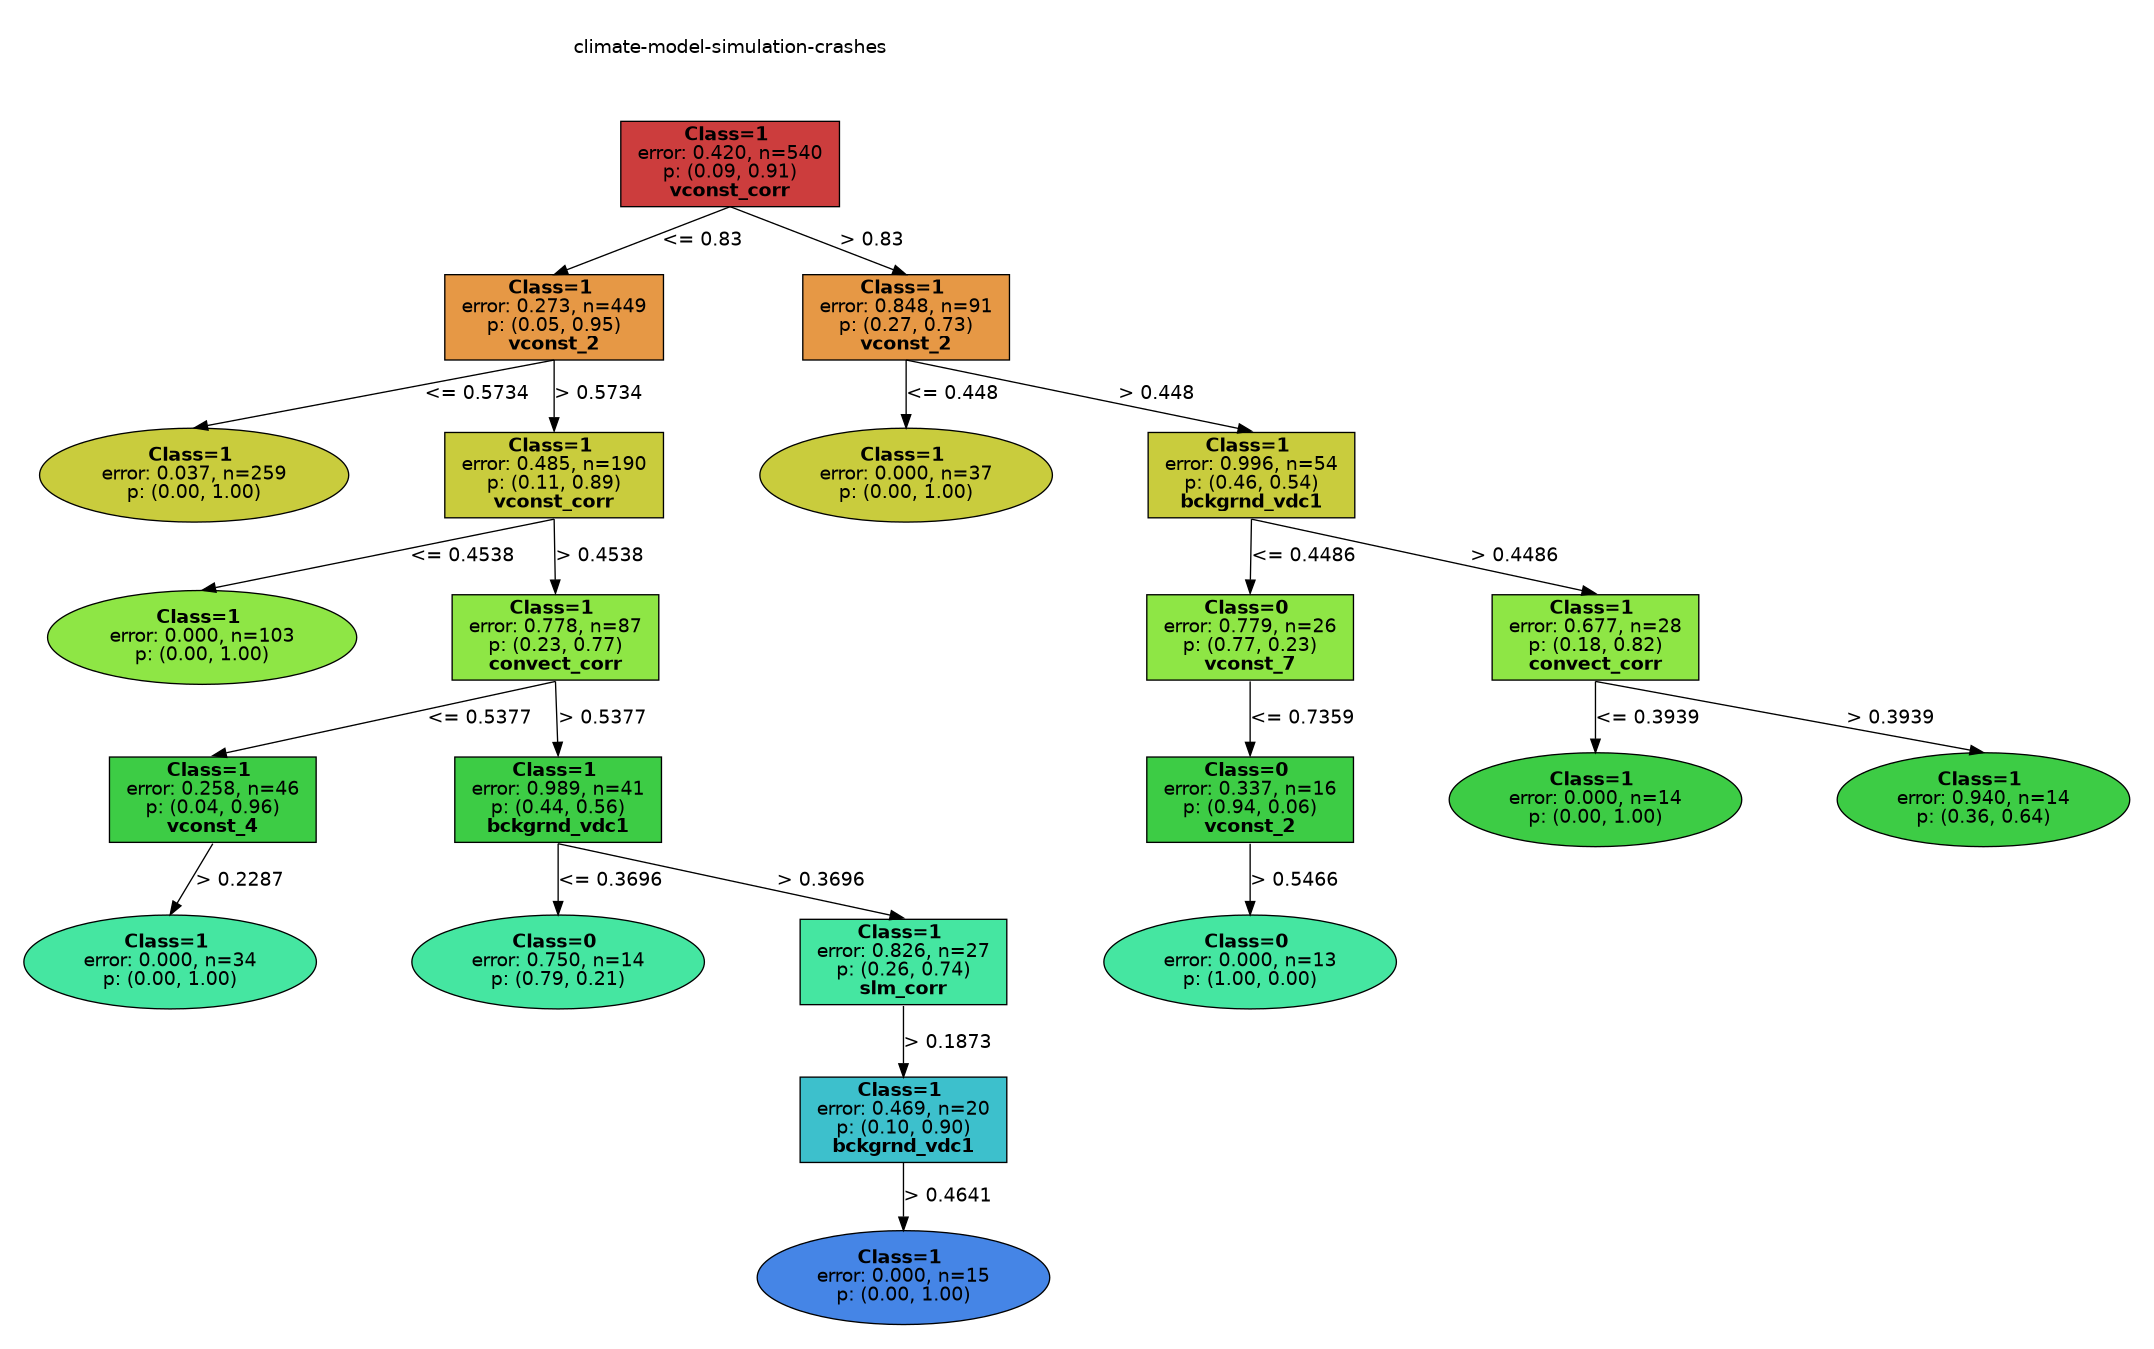 climate-model-simulation-crashes
Class=1
error: 0.420, n=540
p: (0.09, 0.91)
vconst_corr
<= 0.83
> 0.83
Class=1
error: 0.273, n=449
p: (0.05, 0.95)
vconst_2
Class=1
error: 0.848, n=91
p: (0.27, 0.73)
vconst_2
<= 0.5734
> 0.5734
<= 0.448
> 0.448
Class=1
error: 0.037, n=259
p: (0.00, 1.00)
Class=1
error: 0.485, n=190
p: (0.11, 0.89)
vconst_corr
Class=1
error: 0.000, n=37
p: (0.00, 1.00)
Class=1
error: 0.996, n=54
p: (0.46, 0.54)
bckgrnd_vdc1
<= 0.4538
> 0.4538
<= 0.4486
> 0.4486
Class=1
error: 0.000, n=103
p: (0.00, 1.00)
Class=1
error: 0.778, n=87
p: (0.23, 0.77)
convect_corr
Class=0
error: 0.779, n=26
p: (0.77, 0.23)
vconst_7
Class=1
error: 0.677, n=28
p: (0.18, 0.82)
convect_corr
<= 0.5377
> 0.5377
<= 0.7359
<= 0.3939
> 0.3939
Class=1
error: 0.258, n=46
p: (0.04, 0.96)
vconst_4
Class=1
error: 0.989, n=41
p: (0.44, 0.56)
bckgrnd_vdc1
Class=0
error: 0.337, n=16
p: (0.94, 0.06)
vconst_2
Class=1
error: 0.000, n=14
p: (0.00, 1.00)
Class=1
error: 0.940, n=14
p: (0.36, 0.64)
> 0.2287
<= 0.3696
> 0.3696
> 0.5466
Class=1
error: 0.000, n=34
p: (0.00, 1.00)
Class=0
error: 0.750, n=14
p: (0.79, 0.21)
Class=1
error: 0.826, n=27
p: (0.26, 0.74)
slm_corr
Class=0
error: 0.000, n=13
p: (1.00, 0.00)
> 0.1873
Class=1
error: 0.469, n=20
p: (0.10, 0.90)
bckgrnd_vdc1
> 0.4641
Class=1
error: 0.000, n=15
p: (0.00, 1.00)